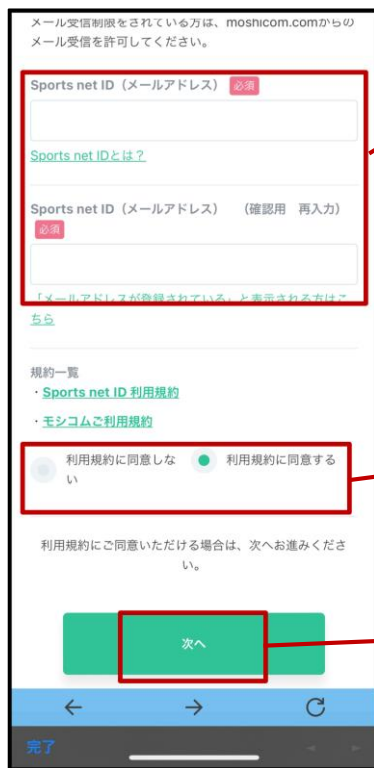 メール受信制限をされている方は、moshicom.comからの
メール受信を許可してください。
Sports net ID（メールアドレス） 必須
Sports net IDとは？
Sports net ID（メールアドレス） （確認用 再入力）
必須
「メールアドレスが登録されている」と表示される方はこ
ちら
規約一覧
・Sports net ID 利用規約
・モシコムご利用規約
利用規約に同意しな
い
利用規約に同意する
利用規約にご同意いただける場合は、次へお進みくださ
い。
次へ
完了